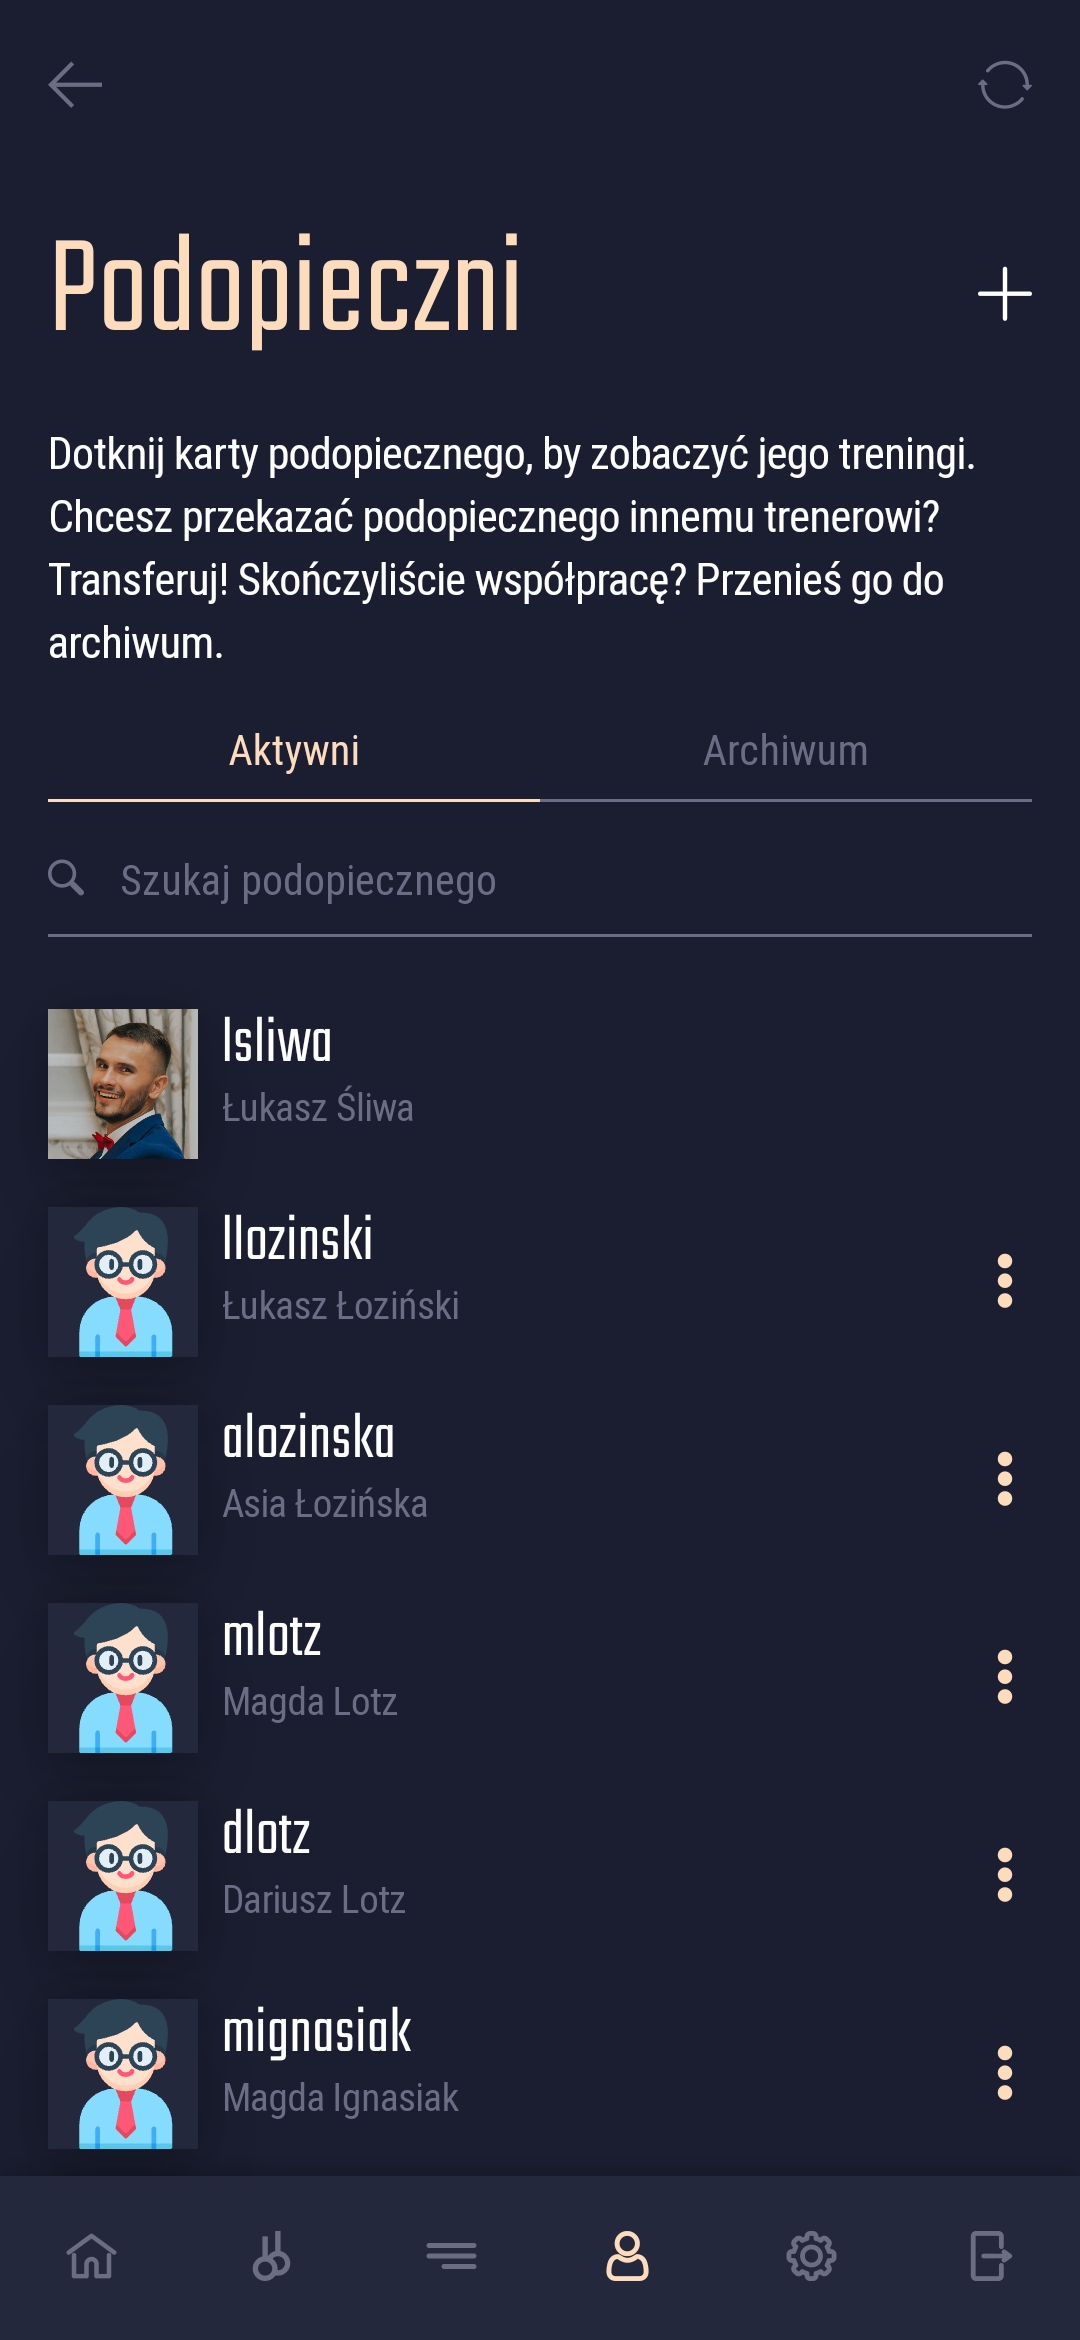 Podopieczni
Dotknij karty podopiecznego, by zobaczyć jego treningi.
Chcesz przekazać podopiecznego innemu trenerowi?
Transferuj! Skończyliście współpracę? Przenieś go do
archiwum.
Aktywni
Archiwum
Szukaj podopiecznego
lsliwa
Łukasz Śliwa
llozinski
Łukasz Łoziński
alozinska
Asia Łozińska
mlotz
Magda Lotz
dlotz
Dariusz Lotz
mignasiak
Magda Ignasiak